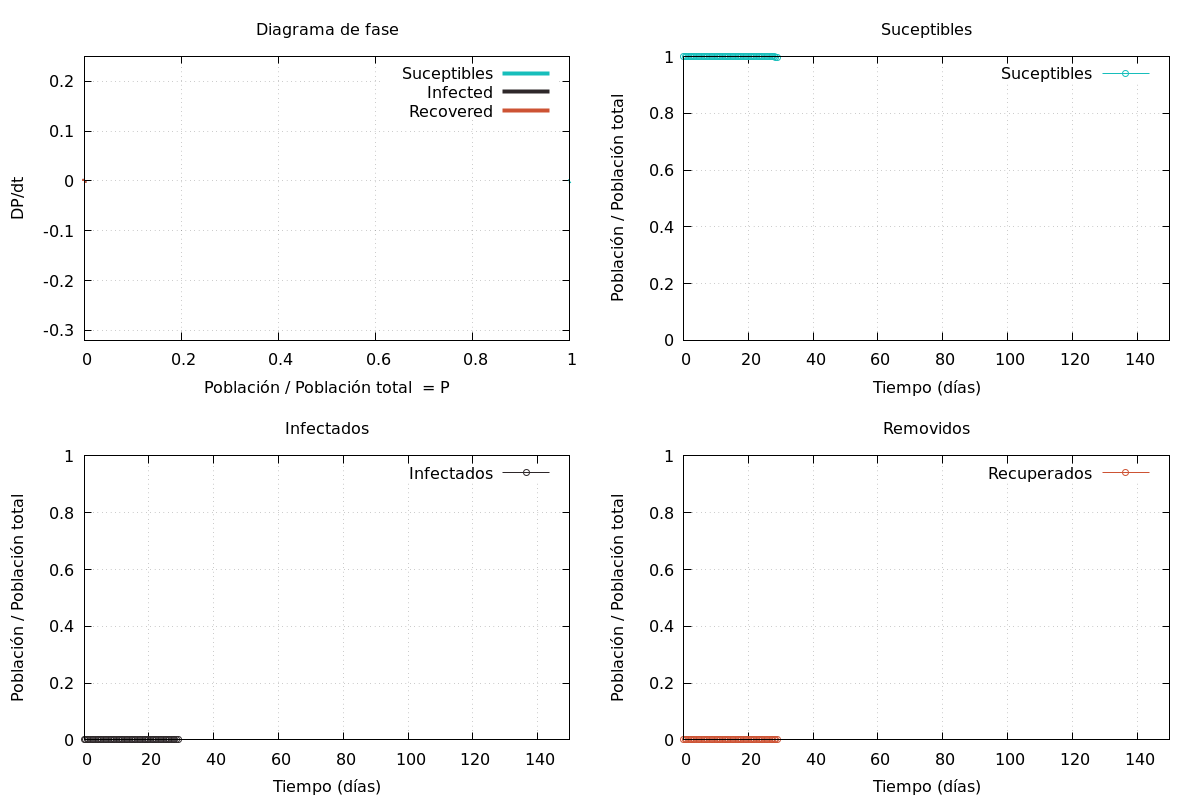 Diagrama de fase
Suceptibles
Infected
Recovered
0.2
0.1
0
-0.1
-0.2
-0.3
DP/dt
0 0.2 0.4 0.6 0.8 1
Población / Población total = P
Suceptibles
Suceptibles
1
0.8
0.6
0.4
0.2
0
Población / Población total
0 20 40 60 80 100 120 140
Tiempo (días)
Infectados
Infectados
1
0.8
0.6
0.4
0.2
0
Población / Población total
0 20 40 60 80 100 120 140
Tiempo (días)
Removidos
Recuperados
1
0.8
0.6
0.4
0.2
0
Población / Población total
0 20 40 60 80 100 120 140
Tiempo (días)